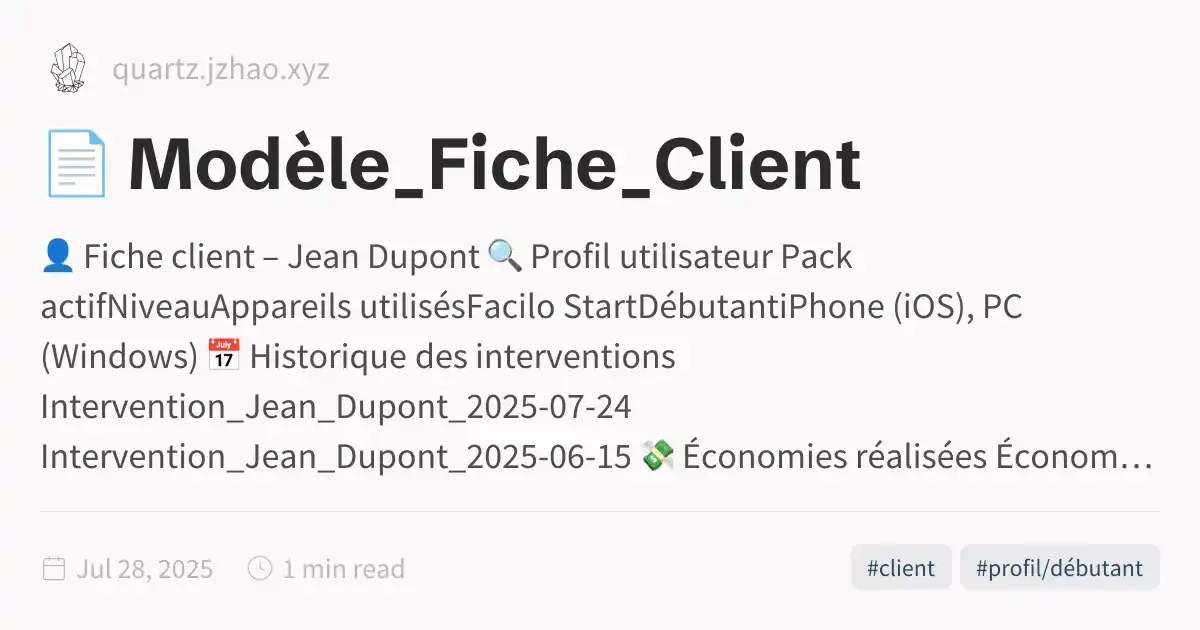 quartz.jzhao.xyz
📄 Modèle_Fiche_Client
👤 Fiche client – Jean Dupont 🔍 Profil utilisateur Pack
actifNiveauAppareils utilisésFacilo StartDébutantiPhone (iOS), PC
(Windows) 📅 Historique des interventions
Intervention_Jean_Dupont_2025-07-24
Intervention_Jean_Dupont_2025-06-15 💸 Économies réalisées Économ…
Jul 28, 2025 1 min read #client #profil/débutant